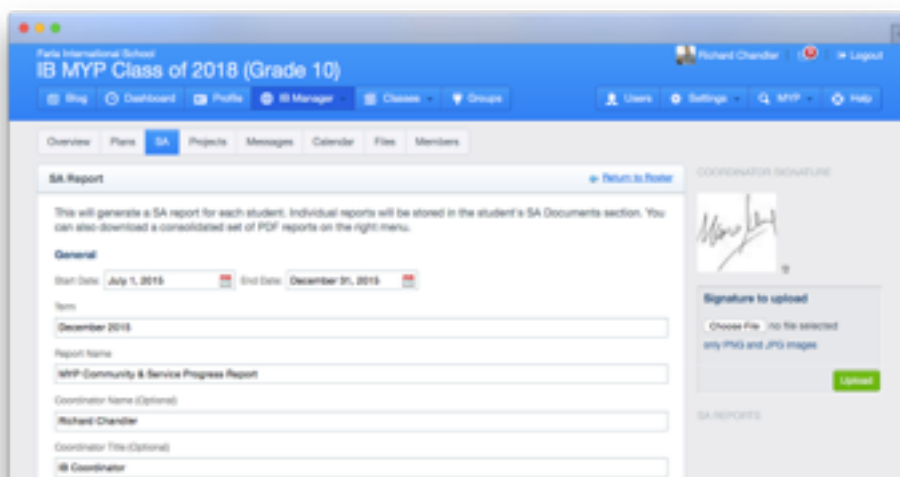 Faria International School
IB MYP Class of 2018 (Grade 10)
Richard Chandler
Logout
Blog
Dashboard
Profile
IB Manager
Classes
Groups
Users
Settings
MYP
Help
Overview
Plans
SA
Projects
Messages
Calendar
Files
Members
SA Report
Return to Roster
This will generate a SA report for each student. Individual reports will be stored in the student's SA Documents section. You
can also download a consolidated set of PDF reports on the right menu.
General
Start Date: July 1, 2015 End Date: December 31, 2015
Term
December 2015
Report Name
MYP Community & Service Progress Report
Coordinator Name (Optional)
Richard Chandler
Coordinator Title (Optional)
IB Coordinator
COORDINATOR SIGNATURE
Signature to upload
Choose File no file selected
only PNG and JPG images
Upload
SA REPORTS